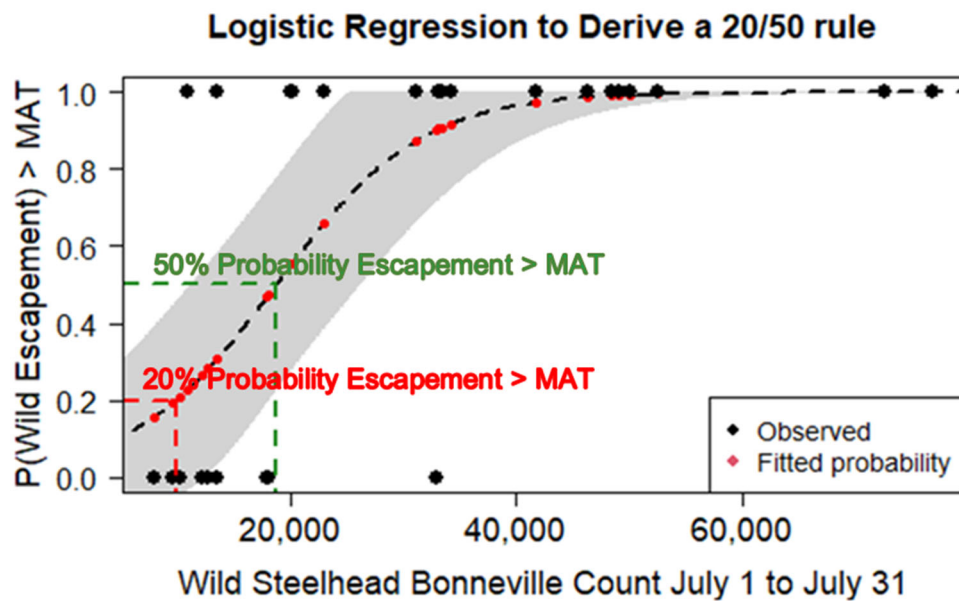 Logistic Regression to Derive a 20/50 rule
P(Wild Escapement) > MAT
1.0
0.8
0.6
0.4
0.2
0.0
50% Probability Escapement > MAT
20% Probability Escapement > MAT
Observed
Fitted probability
20,000
40,000
60,000
Wild Steelhead Bonneville Count July 1 to July 31